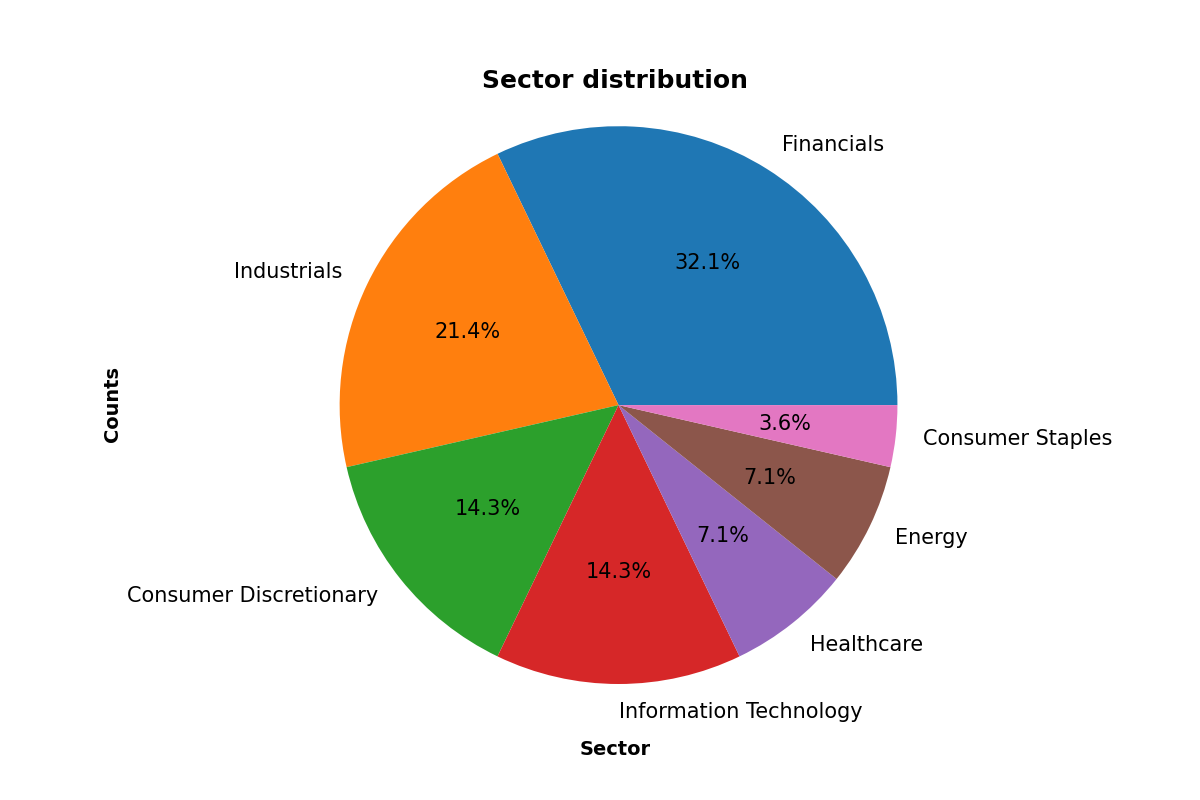 Sector distribution
Financials
32.1%
Industrials
21.4%
3.6%
Consumer Staples
Counts
7.1%
14.3%
7.1%
Energy
14.3%
Consumer Discretionary
Healthcare
Information Technology
Sector